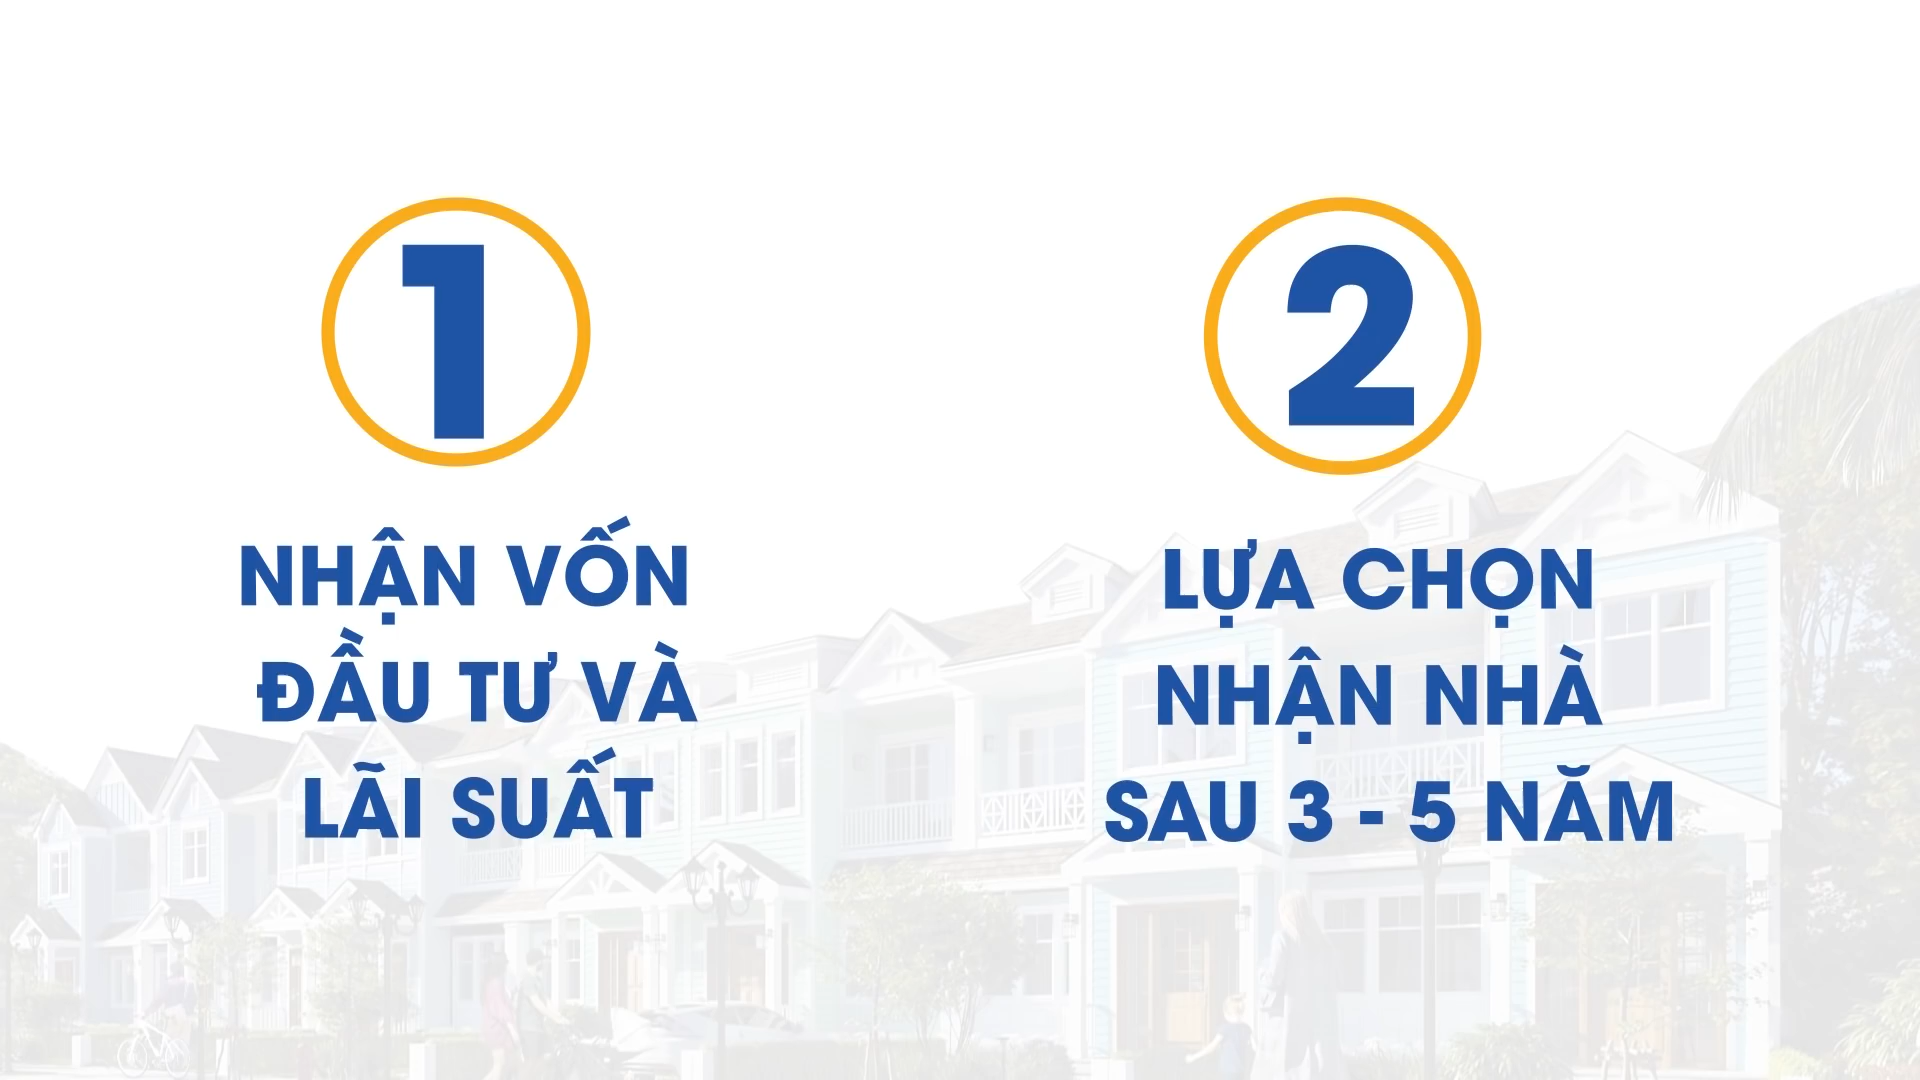 1
NHẬN VỐN
ĐẦU TƯ VÀ
LÃI SUẤT
2
LỰA CHỌN
NHẬN NHÀ
SAU 3 - 5 NĂM